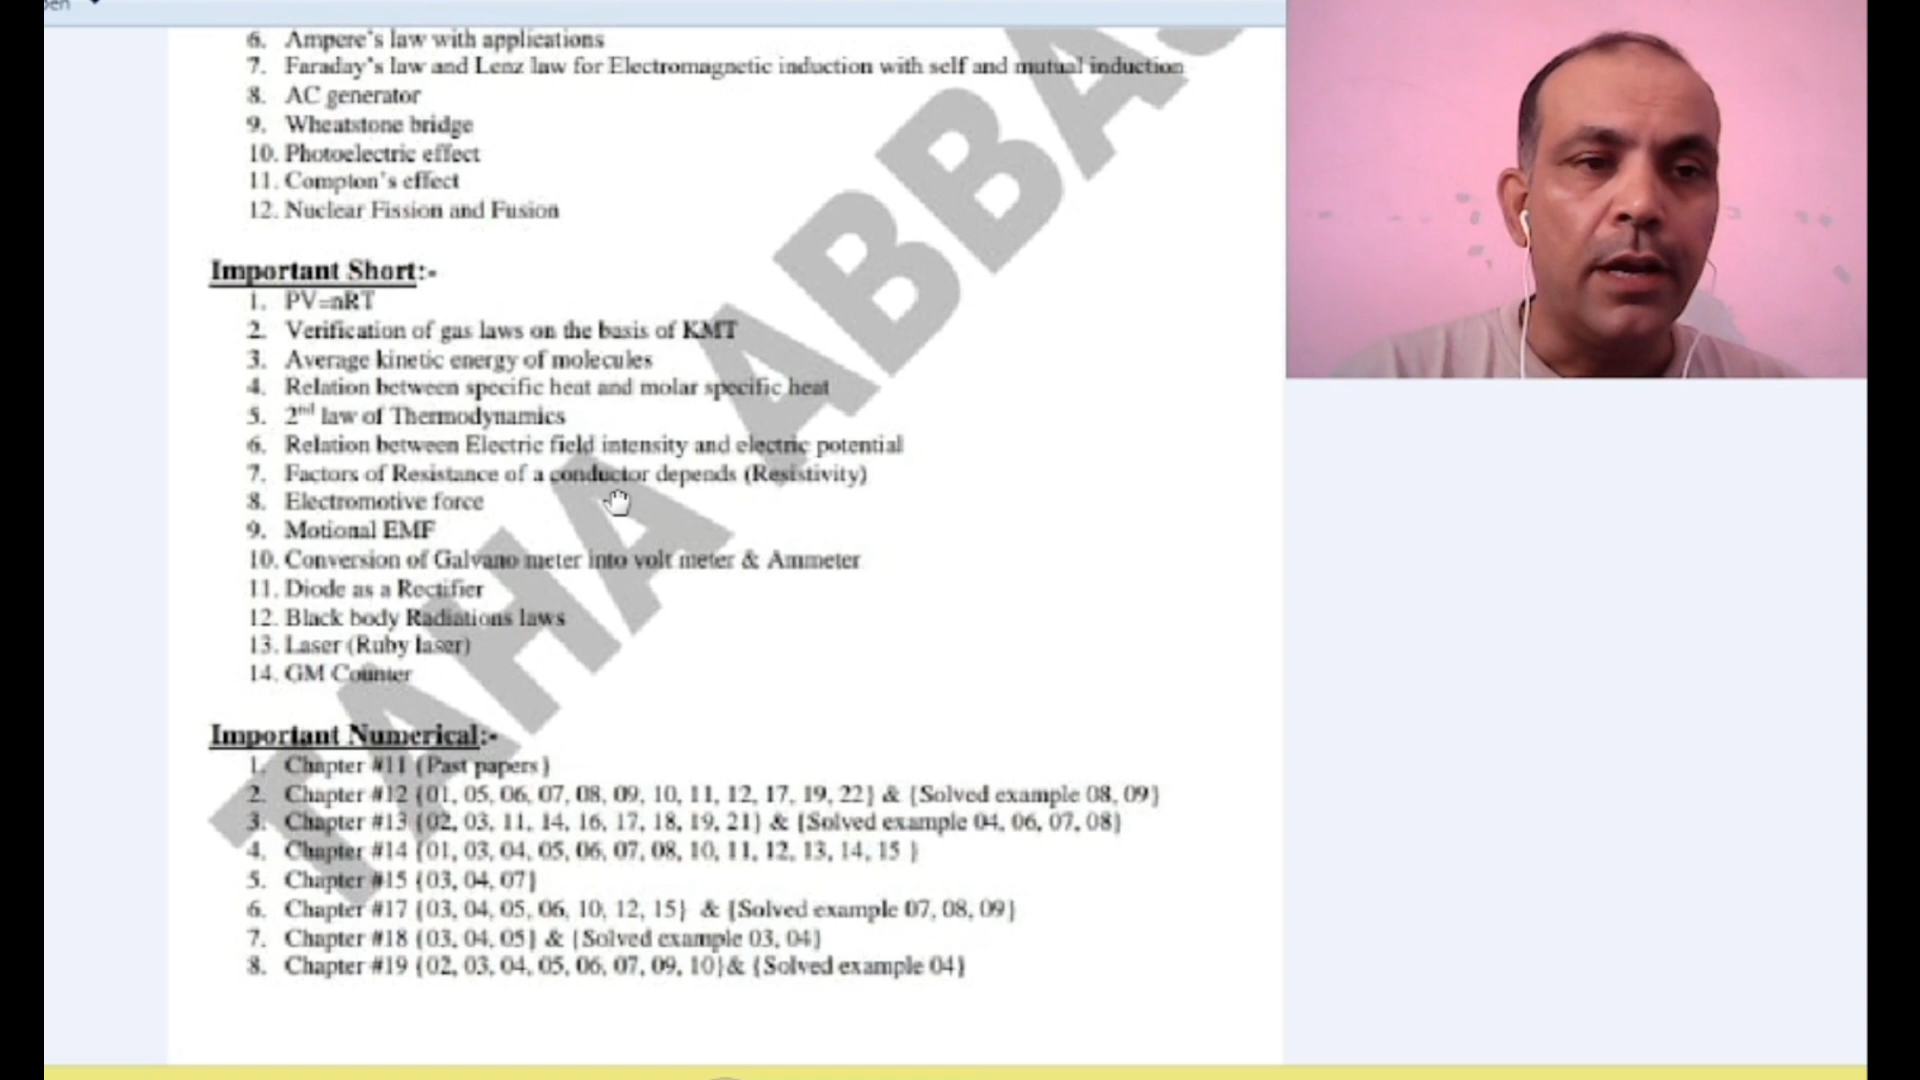 6. Ampere's law with applications
7. Faraday's law and Lenz law for Electromagnetic induction with self and mutual induction
8. AC generator
9. Wheatstone bridge
10. Photoelectric effect
11. Compton's effect
12. Nuclear Fission and Fusion
Important Short:-
1. PV=nRT
2. Verification of gas laws on the basis of KMT
3. Average kinetic energy of molecules
4. Relation between specific heat and molar specific heat
5. 2nd law of Thermodynamics
6. Relation between Electric field intensity and electric potential
7. Factors of Resistance of a conductor depends (Resistivity)
8. Electromotive force
9. Motional EMF
10. Conversion of Galvano meter into volt meter & Ammeter
11. Diode as a Rectifier
12. Black body Radiations laws
13. Laser (Ruby laser)
14. GM Counter
Important Numerical:-
1. Chapter #11 {Past papers}
2. Chapter #12 {01, 05, 06, 07, 08, 09, 10, 11, 12, 17, 19, 22} & {Solved example 08, 09}
3. Chapter #13 {02, 03, 11, 14, 16, 17, 18, 19, 21} & {Solved example 04, 06, 07, 08}
4. Chapter #14 {01, 03, 04, 05, 06, 07, 08, 10, 11, 12, 13, 14, 15 }
5. Chapter #15 {03, 04, 07}
6. Chapter #17 {03, 04, 05, 06, 10, 12, 15} & {Solved example 07, 08, 09}
7. Chapter #18 {03, 04, 05} & {Solved example 03, 04}
8. Chapter #19 {02, 03, 04, 05, 06, 07, 09, 10}& {Solved example 04}
TAHA ABBAS